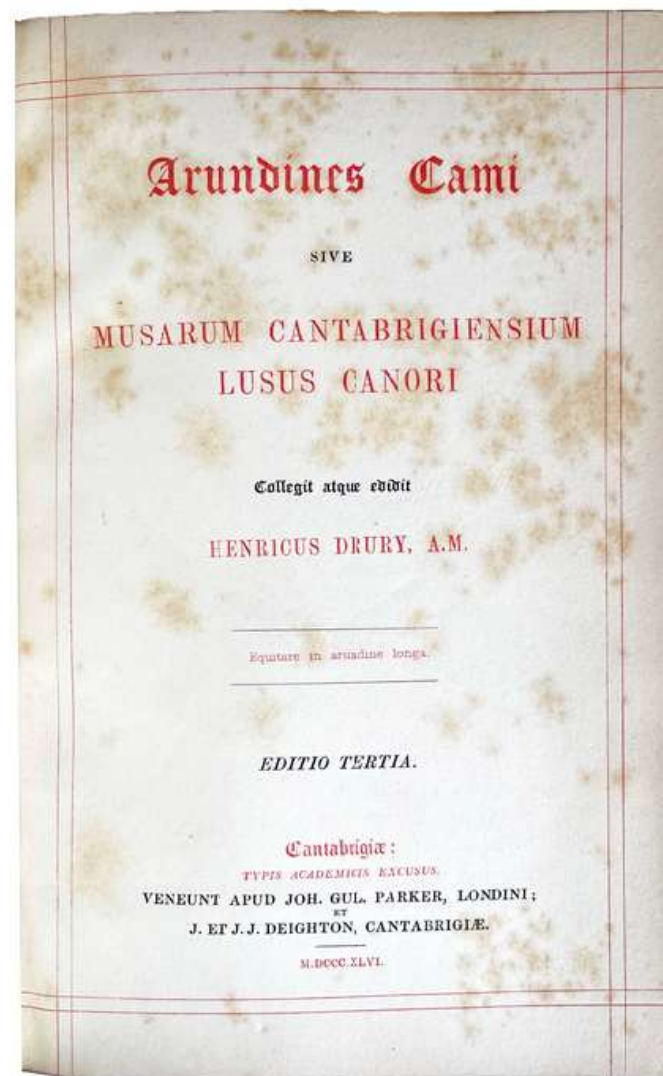 Arundines Cami
SIVE
MUSARUM CANTABRIGIENSIUM
LUSUS CANORI
Collegit atque edidit
HENRICUS DRURY, A.M.
Equitare in arundine longa.
EDITIO TERTIA.
Cantabrigiæ:
TYPIS ACADEMICIS EXCUSUS.
VENEUNT APUD JOH. GUL. PARKER, LONDINI;
ET
J. ET J. J. DEIGHTON, CANTABRIGIÆ.
M.DCCC.XLVI.